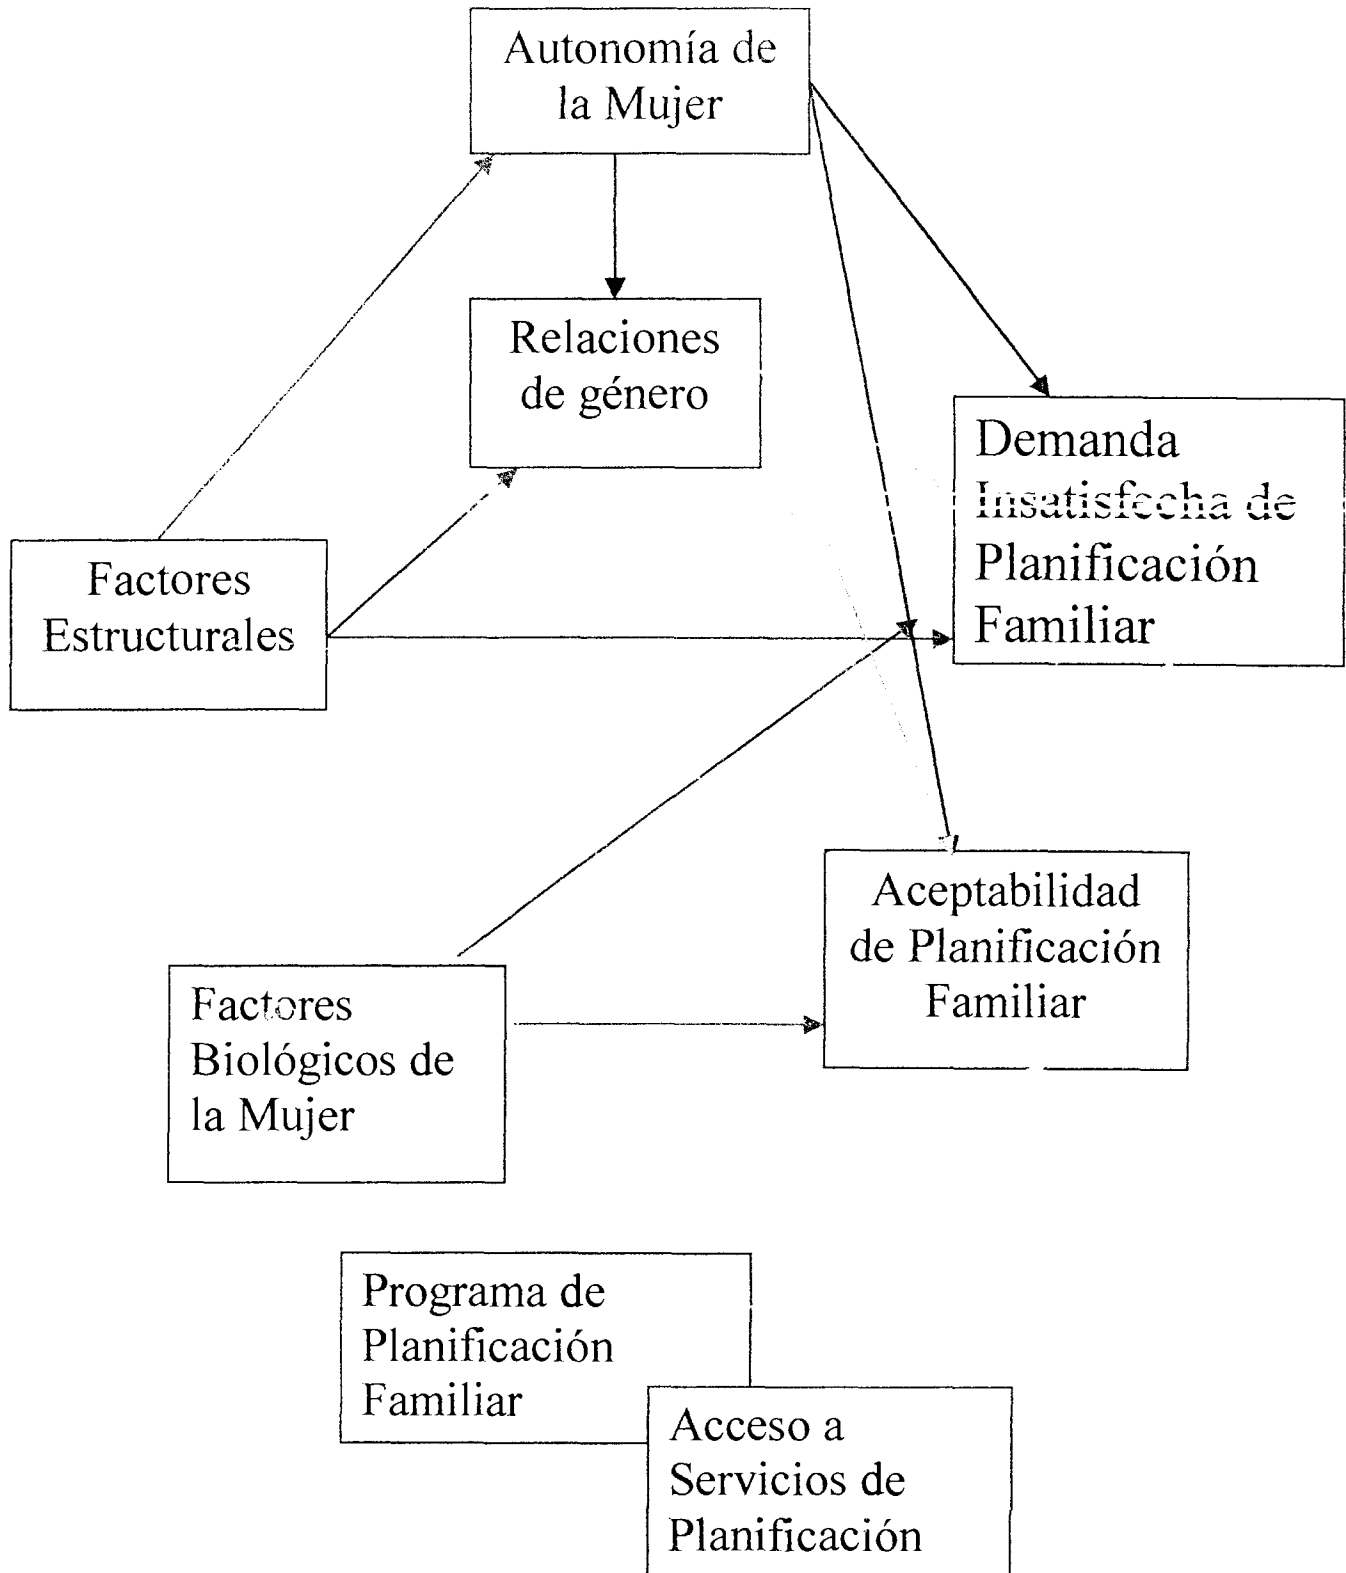 Autonomía de
la Mujer
Relaciones
de género
Demanda
Insatisfecha de
Planificación
Familiar
Factores
Estructurales
Aceptabilidad
de Planificación
Familiar
Factores
Biológicos de
la Mujer
Programa de
Planificación
Familiar
Acceso a
Servicios de
Planificación